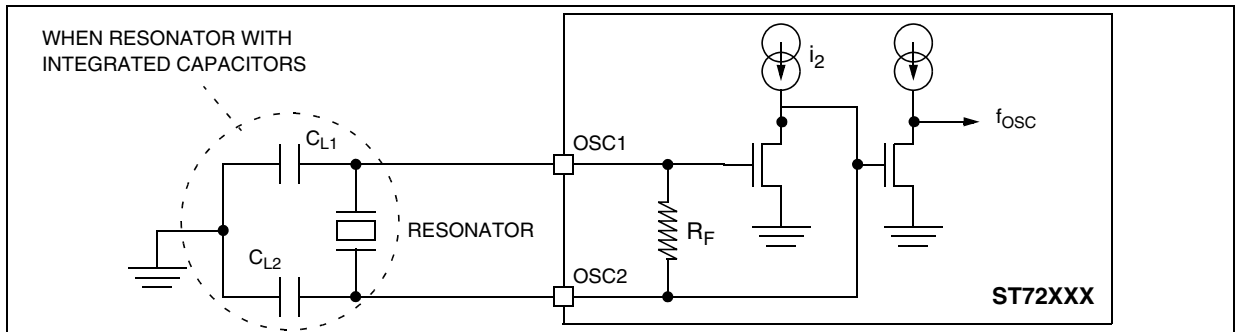 WHEN RESONATOR WITH
INTEGRATED CAPACITORS
CL1
CL2
RESONATOR
OSC1
OSC2
RF
i2
fOSC
ST72XXX